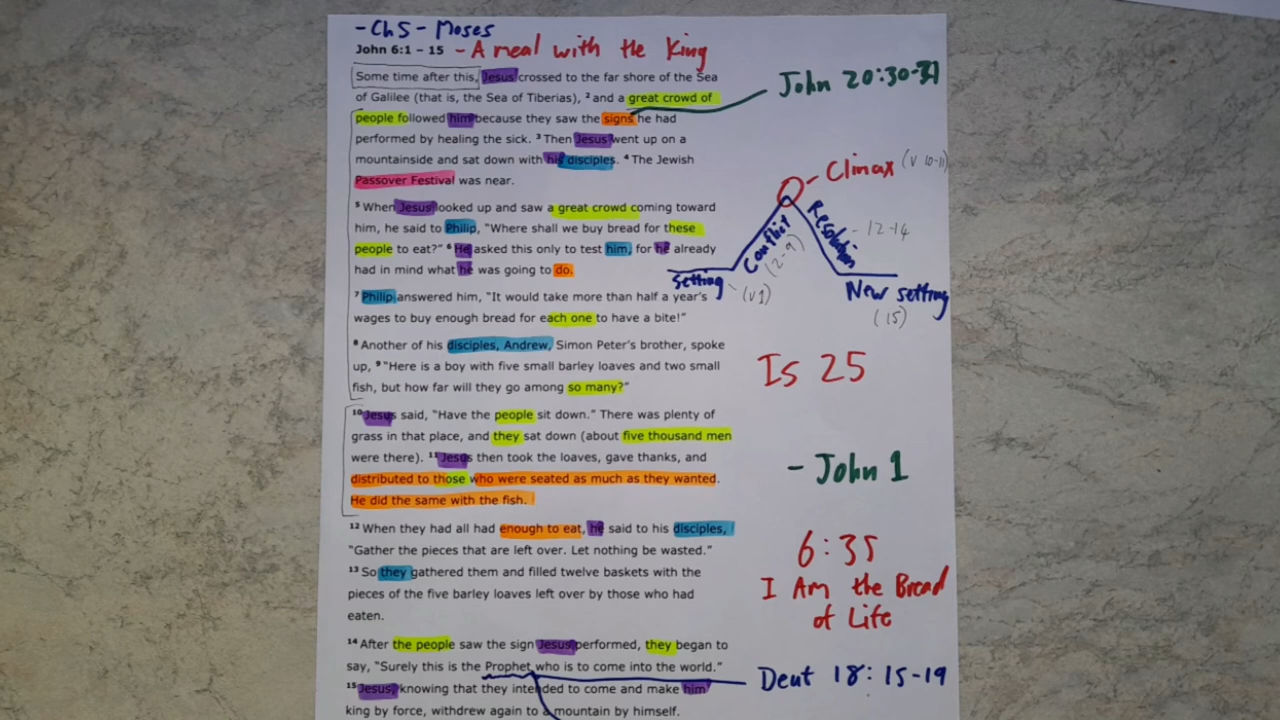 - Ch5 - Moses
John 6:1 – 15 - A meal with the King
Some time after this, Jesus crossed to the far shore of the Sea
of Galilee (that is, the Sea of Tiberias), 2 and a great crowd of
people followed him because they saw the signs he had
performed by healing the sick. 3 Then Jesus went up on a
mountainside and sat down with his disciples. 4 The Jewish
Passover Festival was near.
5 When Jesus looked up and saw a great crowd coming toward
him, he said to Philip, “Where shall we buy bread for these
people to eat?” 6 He asked this only to test him, for he already
had in mind what he was going to do.
7 Philip answered him, “It would take more than half a year’s
wages to buy enough bread for each one to have a bite!”
8 Another of his disciples, Andrew, Simon Peter’s brother, spoke
up, 9 “Here is a boy with five small barley loaves and two small
fish, but how far will they go among so many?”
10 Jesus said, “Have the people sit down.” There was plenty of
grass in that place, and they sat down (about five thousand men
were there). 11 Jesus then took the loaves, gave thanks, and
distributed to those who were seated as much as they wanted.
He did the same with the fish.
12 When they had all had enough to eat, he said to his disciples,
“Gather the pieces that are left over. Let nothing be wasted.”
13 So they gathered them and filled twelve baskets with the
pieces of the five barley loaves left over by those who had
eaten.
14 After the people saw the sign Jesus performed, they began to
say, “Surely this is the Prophet who is to come into the world.”
15 Jesus, knowing that they intended to come and make him
king by force, withdrew again to a mountain by himself.
John 20:30-31
- Climax (v 10-11)
Conflict
(2-9)
Resolution
- 12-14
Setting
- (v1)
New setting
(15)
Is 25
- John 1
6:35
I Am the Bread
of Life
Deut 18:15-19